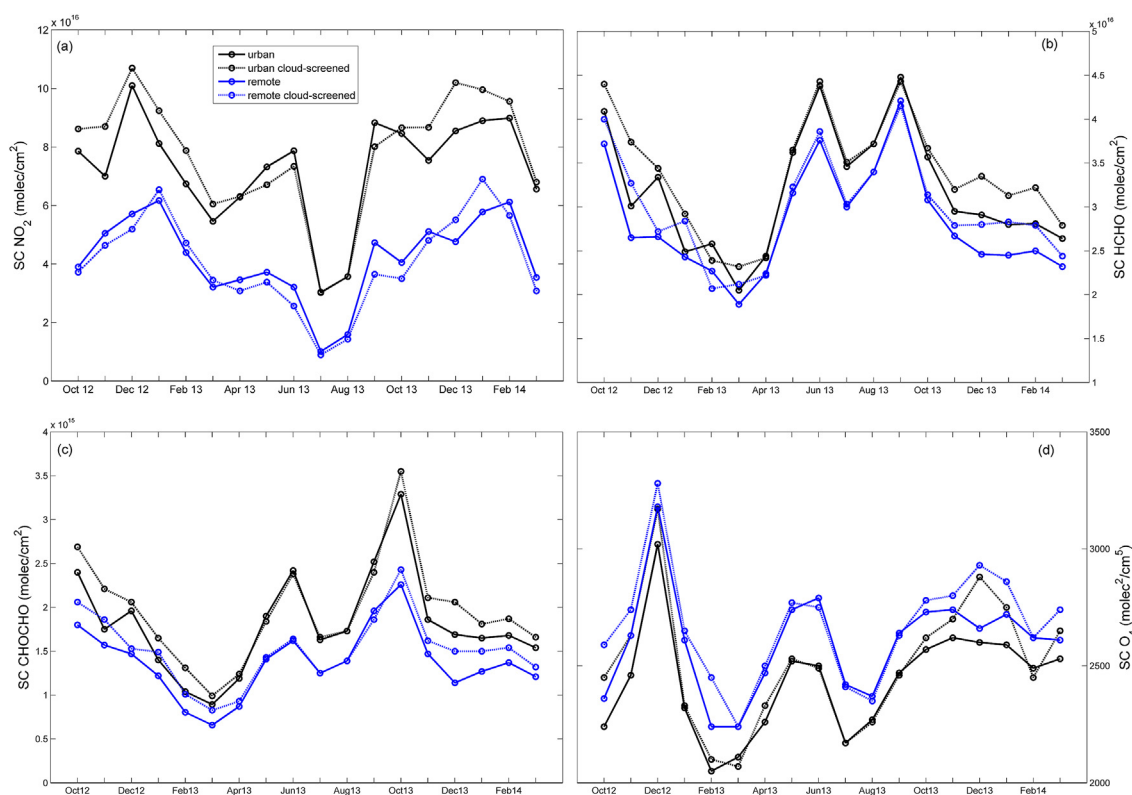 x 10¹⁶
12
10
8
6
4
2
0
SC NO₂ (molec/cm²)
(a)
urban
urban cloud-screened
remote
remote cloud-screened
Oct 12 Dec 12 Feb 13 Apr 13 Jun 13 Aug 13 Oct 13 Dec 13 Feb 14
(b)
x 10¹⁶
5
4.5
4
3.5
3
2.5
2
1.5
1
SC HCHO (molec/cm²)
Oct 12 Dec 12 Feb 13 Apr 13 Jun 13 Aug 13 Oct 13 Dec 13 Feb 14
x 10¹⁵
4
3.5
3
2.5
2
1.5
1
0.5
0
SC CHOCHO (molec/cm²)
(c)
Oct12 Dec12 Feb13 Apr13 Jun13 Aug13 Oct13 Dec13 Feb14
(d)
3500
3000
2500
2000
SC O₄ (molec²/cm⁵)
Oct12 Dec12 Feb13 Apr13 Jun13 Aug13 Oct13 Dec13 Feb14